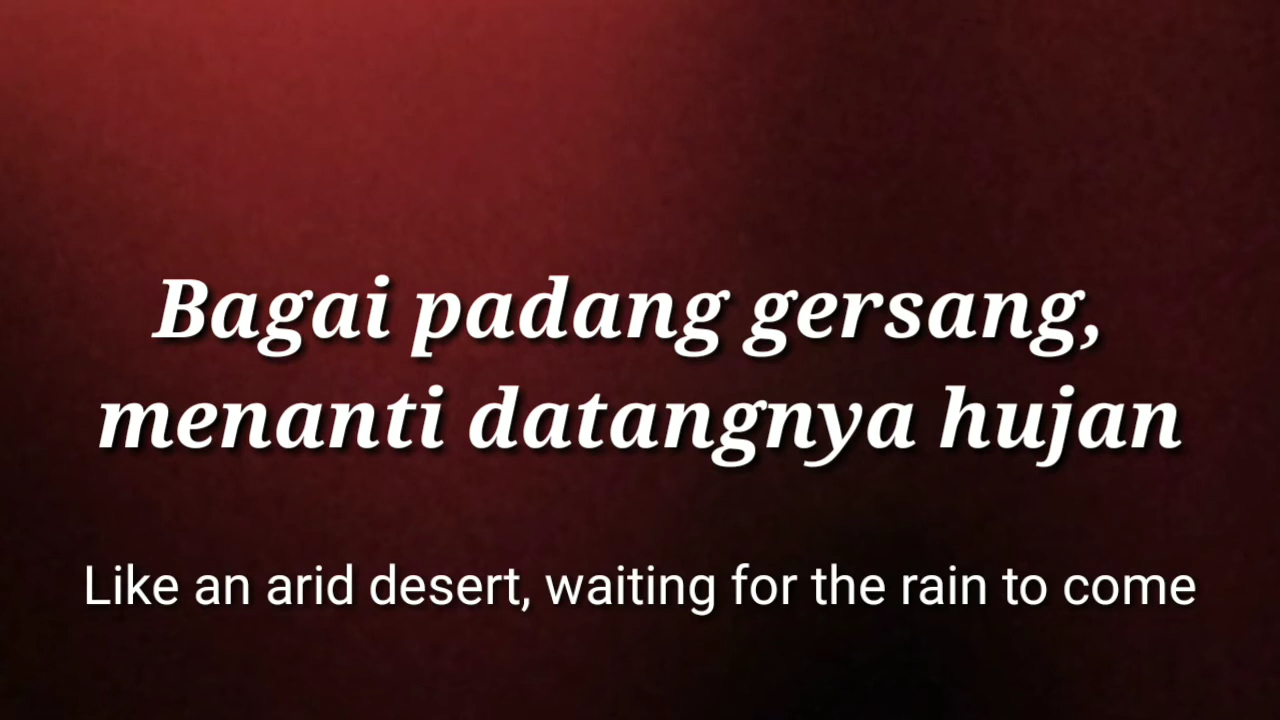 Bagai padang gersang,
menanti datangnya hujan
Like an arid desert, waiting for the rain to come